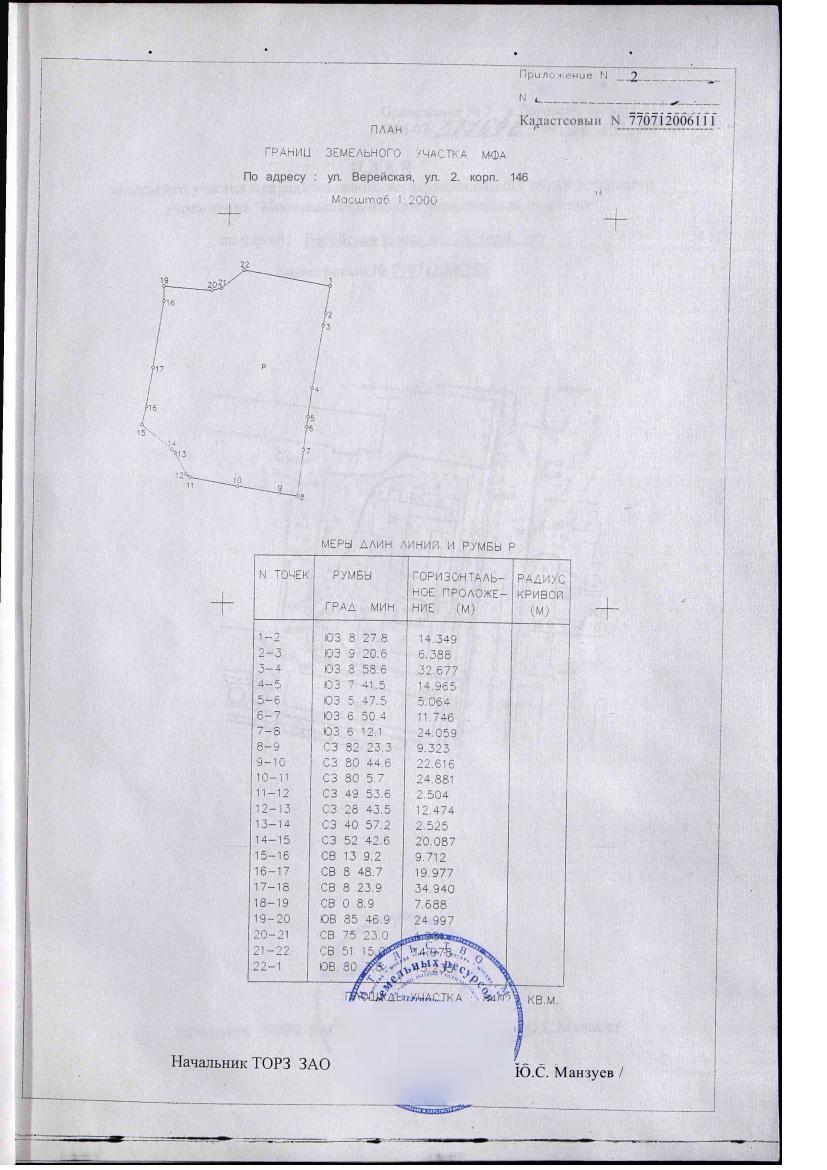 Приложение N 2
N
Кадастсовыи N 770712006111
ПЛАН
ГРАНИЦ ЗЕМЕЛЬНОГО УЧАСТКА МФА
По адресу : ул. Верейская, ул. 2. корп. 146
Масштаб 1:2000
22
19
20 21
1
18
2
3
17
Р
4
16
5
6
15
14
13
7
12
11
10
9
8
МЕРЫ ДЛИН ЛИНИЙ И РУМБЫ Р
N ТОЧЕК РУМБЫ ГОРИЗОНТАЛЬ- РАДИУС
НОЕ ПРОЛОЖЕ- КРИВОЙ
ГРАД МИН НИЕ (М) (М)
1-2 ЮЗ 8 27.8 14.349
2-3 ЮЗ 9 20.6 6.388
3-4 ЮЗ 8 58.6 32.677
4-5 ЮЗ 7 41.5 14.965
5-6 ЮЗ 5 47.5 5.064
6-7 ЮЗ 6 50.4 11.746
7-8 ЮЗ 6 12.1 24.059
8-9 СЗ 82 23.3 9.323
9-10 СЗ 80 44.6 22.616
10-11 СЗ 80 5.7 24.881
11-12 СЗ 49 53.6 2.504
12-13 СЗ 28 43.5 12.474
13-14 СЗ 40 57.2 2.525
14-15 СЗ 52 42.6 20.087
15-16 СВ 13 9.2 9.712
16-17 СВ 8 48.7 19.977
17-18 СВ 8 23.9 34.940
18-19 СВ 0 8.9 7.688
19-20 ЮВ 85 46.9 24.997
20-21 СВ 75 23.0
21-22 СВ 51 14.978
22-1 ЮВ 80
земельных ресурсов
ПЛОЩАДЬ УЧАСТКА КВ.М.
Начальник ТОРЗ ЗАО
Ю.С. Манзуев /